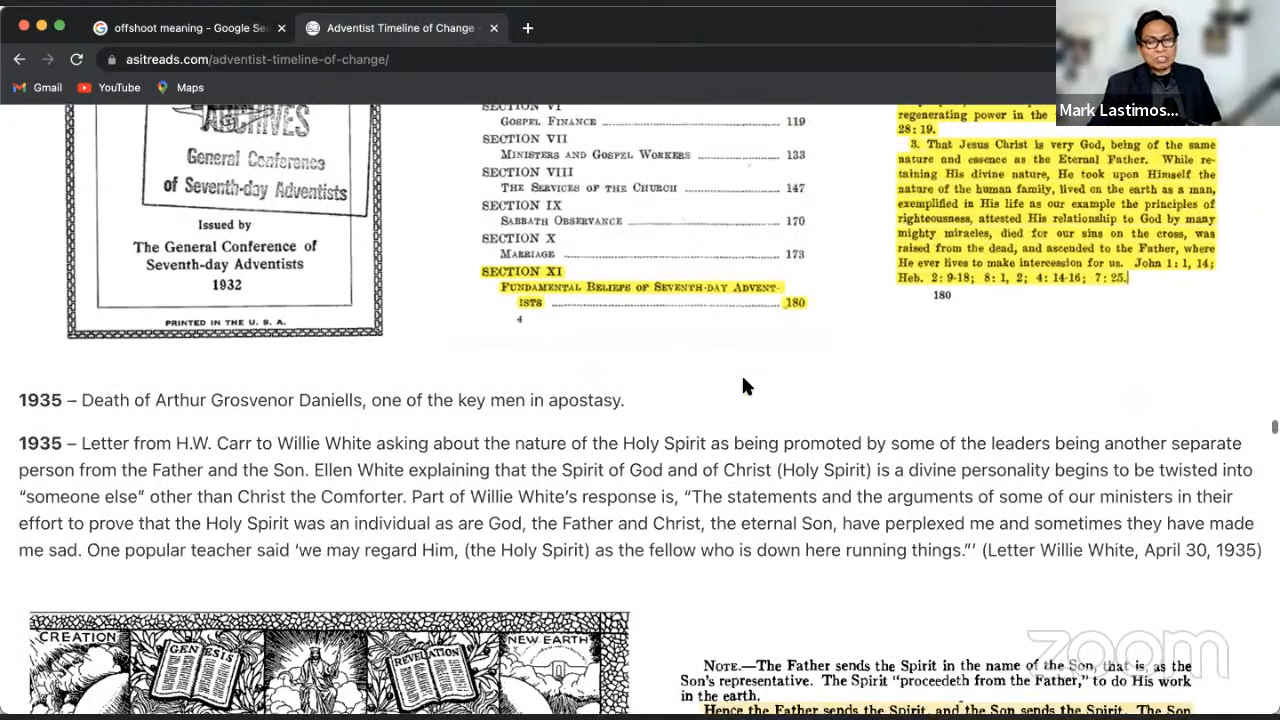 offshoot meaning - Google Se
Adventist Timeline of Change -
asitreads.com/adventist-timeline-of-change/
Gmail
YouTube
Maps
Mark Lastimos...
ARCHIVES
General Conference
of Seventh-day Adventists
Issued by
The General Conference of
Seventh-day Adventists
1932
PRINTED IN THE U. S. A.
SECTION VI
GOSPEL FINANCE 119
SECTION VII
MINISTERS AND GOSPEL WORKERS 133
SECTION VIII
THE SERVICES OF THE CHURCH 147
SECTION IX
SABBATH OBSERVANCE 170
SECTION X
MARRIAGE 173
SECTION XI
FUNDAMENTAL BELIEFS OF SEVENTH-DAY ADVENT-
ISTS 180
4
regenerating power in the
28: 19.
3. That Jesus Christ is very God, being of the same
nature and essence as the Eternal Father. While re-
taining His divine nature, He took upon Himself the
nature of the human family, lived on the earth as a man,
exemplified in His life as our example the principles of
righteousness, attested His relationship to God by many
mighty miracles, died for our sins on the cross, was
raised from the dead, and ascended to the Father, where
He ever lives to make intercession for us. John 1: 1, 14;
Heb. 2: 9-18; 8: 1, 2; 4: 14-16; 7: 25.
180
1935 – Death of Arthur Grosvenor Daniells, one of the key men in apostasy.
1935 – Letter from H.W. Carr to Willie White asking about the nature of the Holy Spirit as being promoted by some of the leaders being another separate
person from the Father and the Son. Ellen White explaining that the Spirit of God and of Christ (Holy Spirit) is a divine personality begins to be twisted into
“someone else” other than Christ the Comforter. Part of Willie White’s response is, “The statements and the arguments of some of our ministers in their
effort to prove that the Holy Spirit was an individual as are God, the Father and Christ, the eternal Son, have perplexed me and sometimes they have made
me sad. One popular teacher said ‘we may regard Him, (the Holy Spirit) as the fellow who is down here running things.”’ (Letter Willie White, April 30, 1935)
CREATION
GENESIS
REVELATION
NEW EARTH
zoom
NOTE.—The Father sends the Spirit in the name of the Son, that is, as the
Son's representative. The Spirit "proceedeth from the Father," to do His work
in the earth.
Hence the Father sends the Spirit, and the Son sends the Spirit. The Son